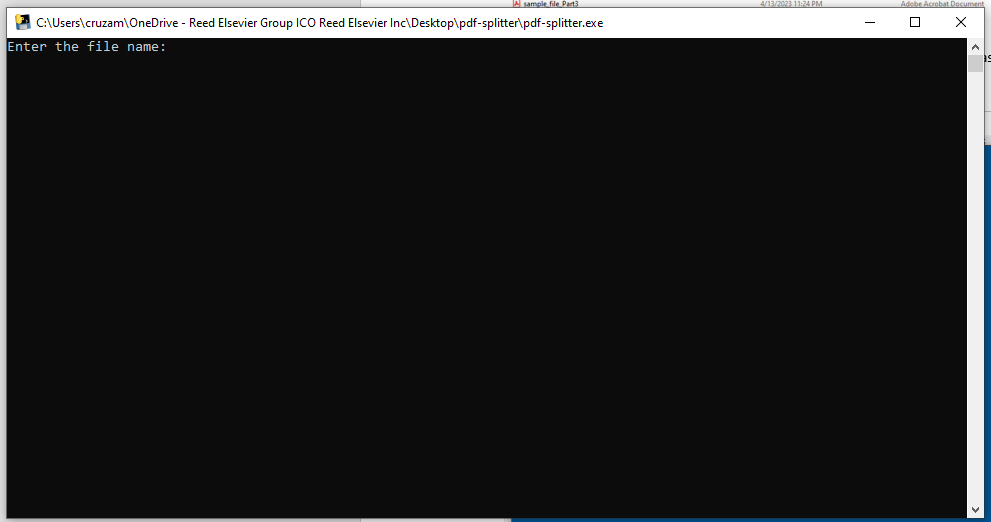 sample_file_Part3 4/13/2023 11:24 PM Adobe Acrobat Document
C:\Users\cruzam\OneDrive - Reed Elsevier Group ICO Reed Elsevier Inc\Desktop\pdf-splitter\pdf-splitter.exe
Enter the file name:
as